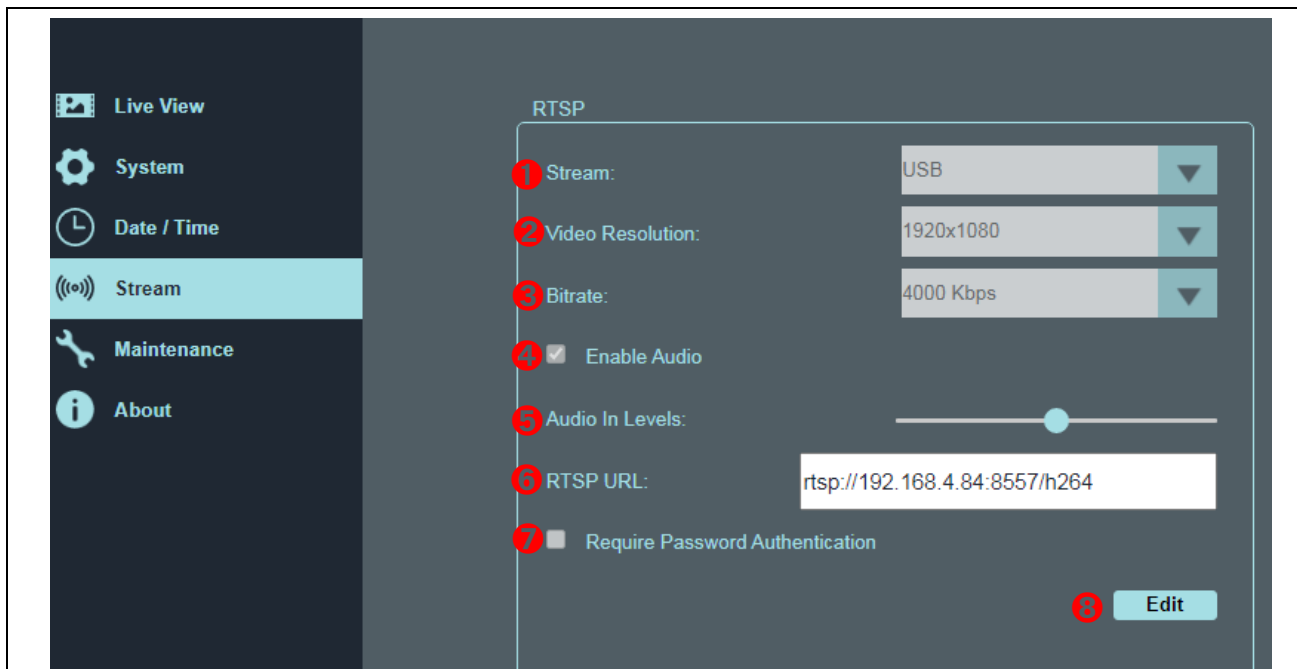 Live View
System
Date / Time
Stream
Maintenance
About
RTSP
1 Stream: USB
2 Video Resolution: 1920x1080
3 Bitrate: 4000 Kbps
4 Enable Audio
5 Audio In Levels:
6 RTSP URL: rtsp://192.168.4.84:8557/h264
7 Require Password Authentication
8 Edit